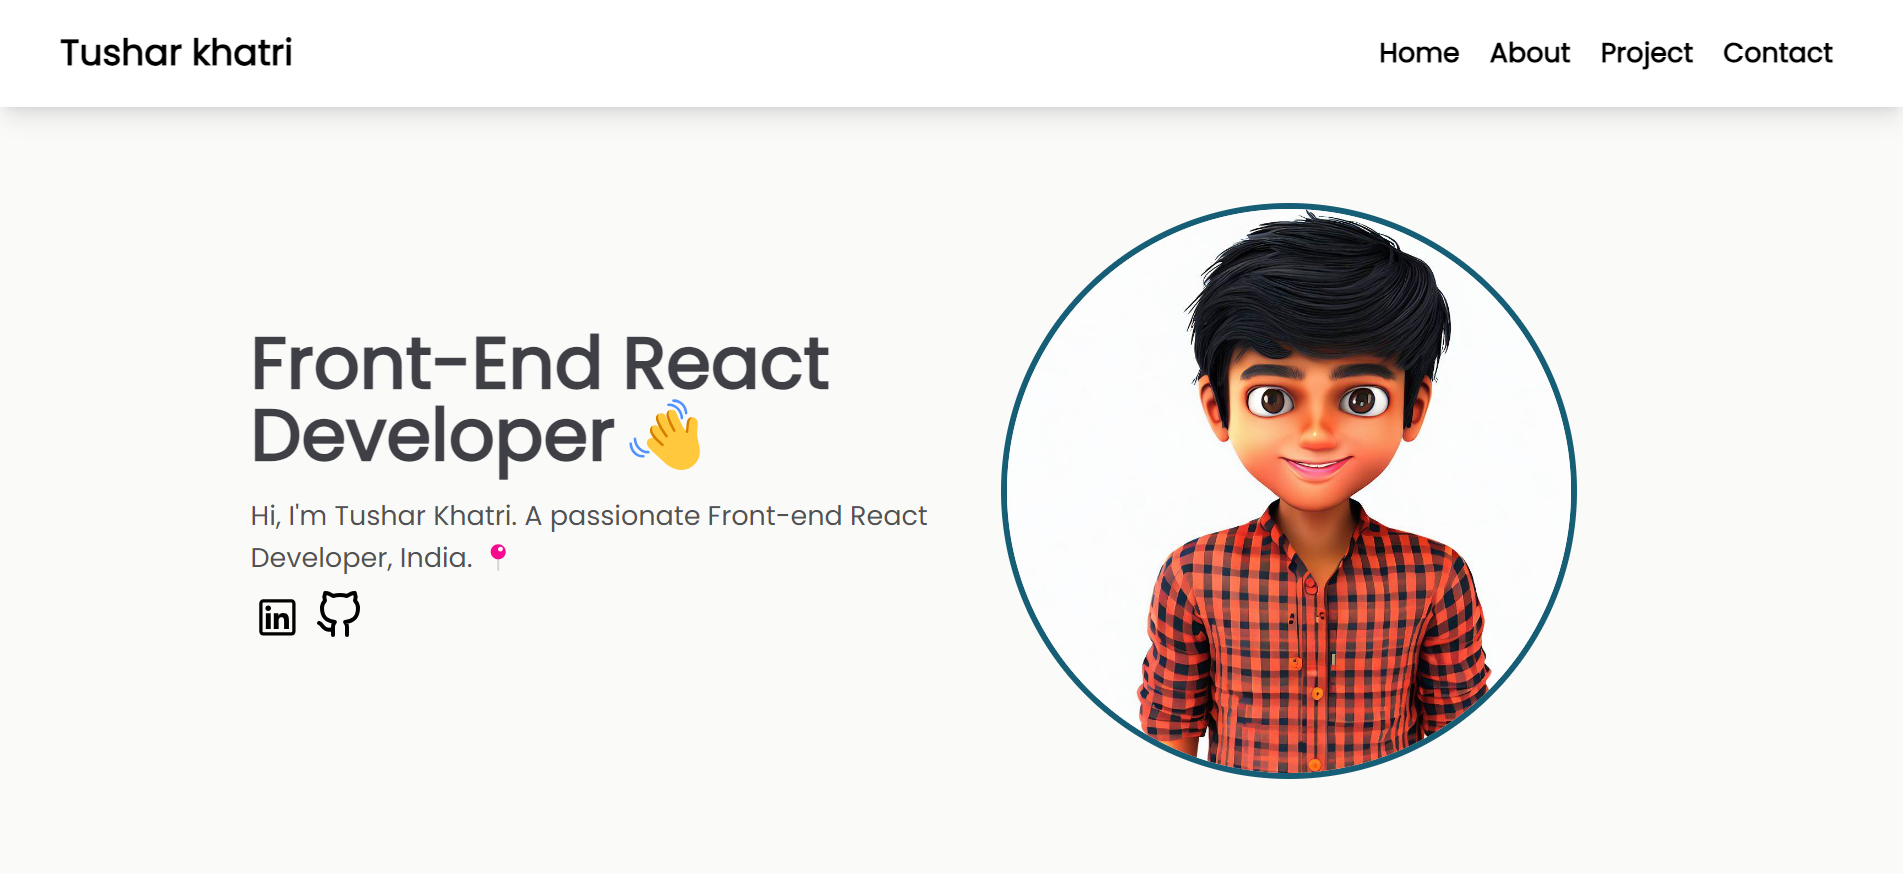 Tushar khatri
Home About Project Contact
Front-End React
Developer 👋
Hi, I'm Tushar Khatri. A passionate Front-end React
Developer, India. 📍
in